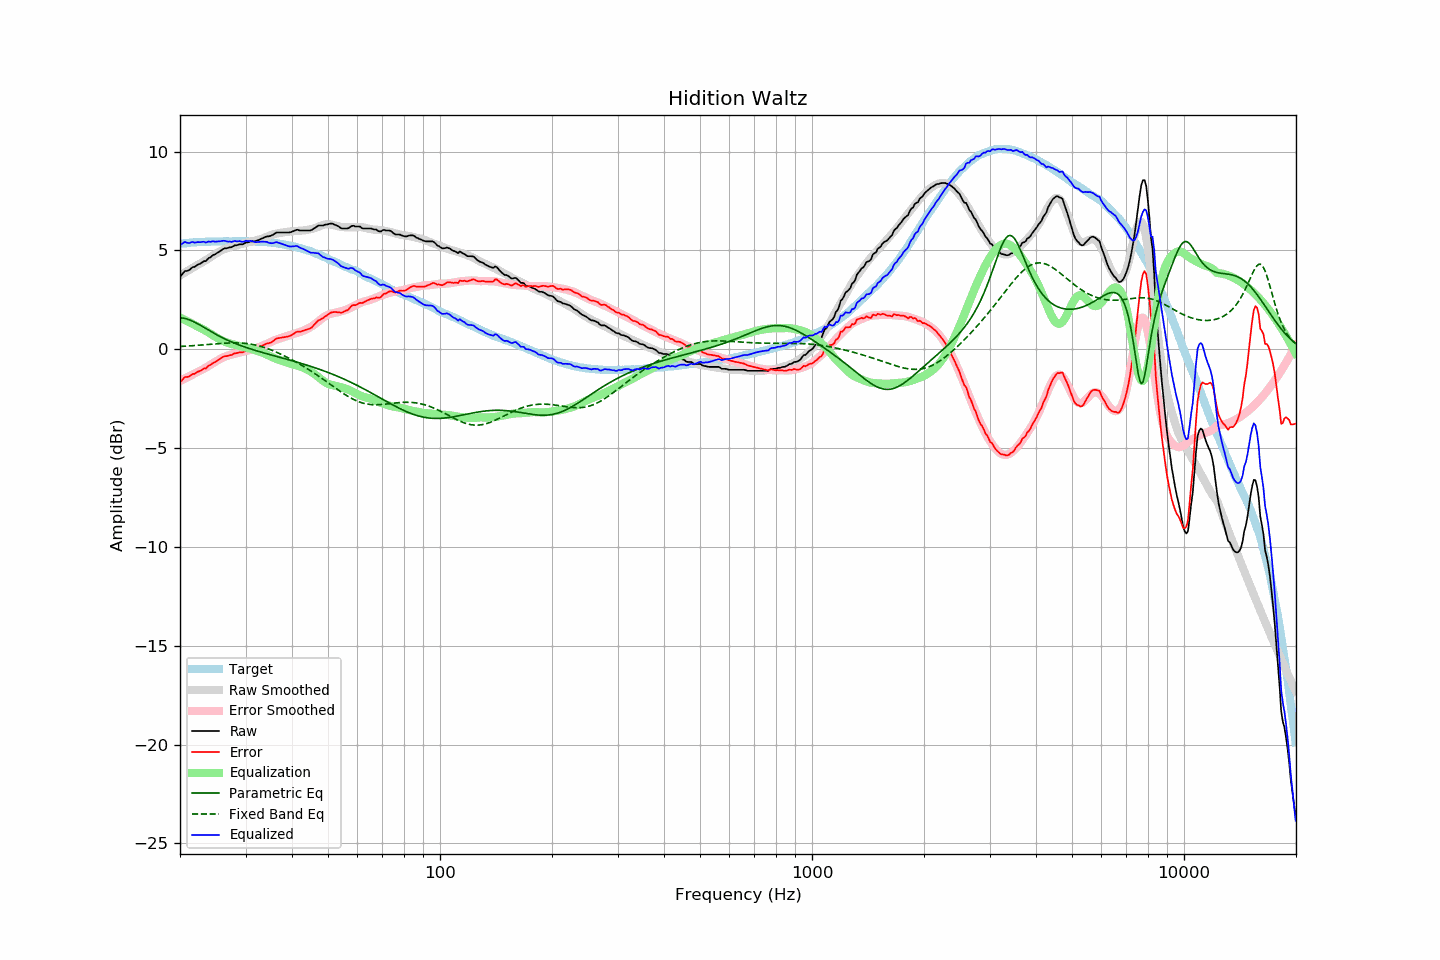 Hidition Waltz
Amplitude (dBr)
10
5
0
−5
−10
−15
−20
−25
Target
Raw Smoothed
Error Smoothed
Raw
Error
Equalization
Parametric Eq
Fixed Band Eq
Equalized
100
1000
10000
Frequency (Hz)